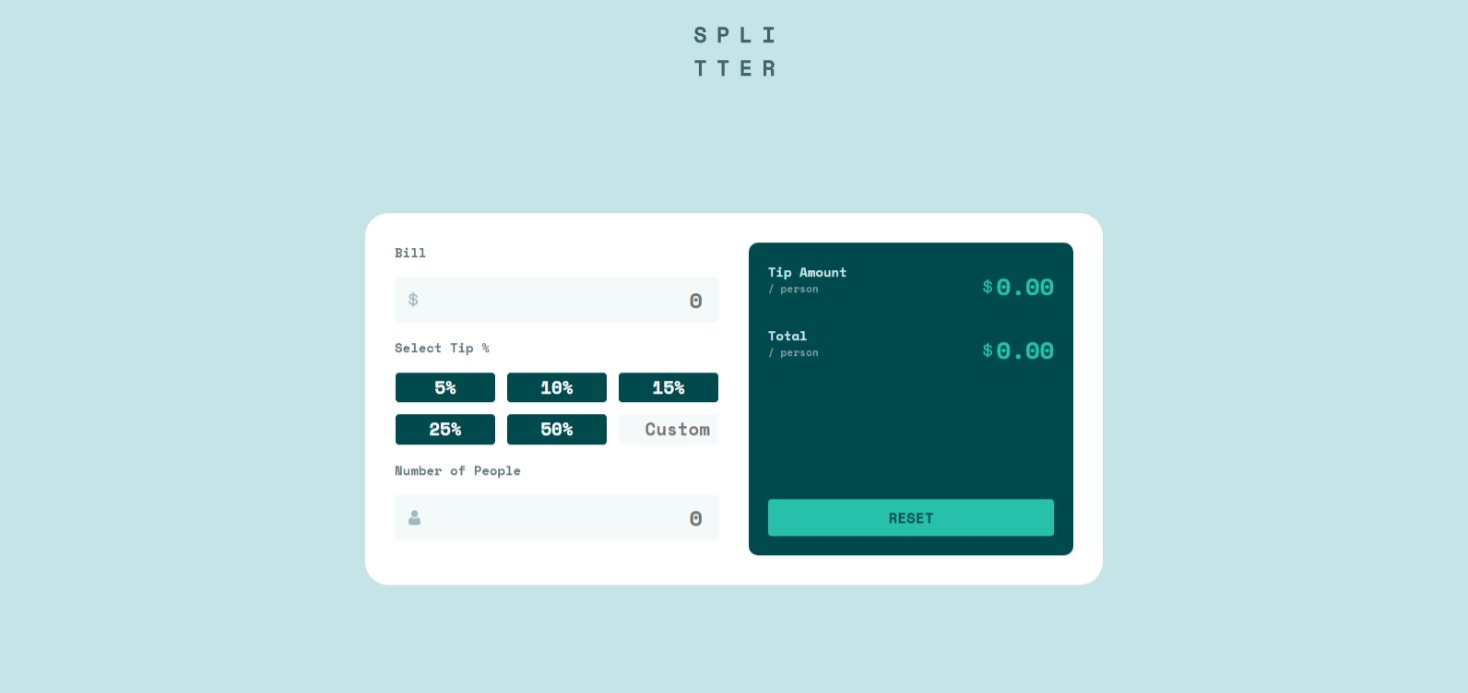 SPLI
TTER
Bill
$ 0
Select Tip %
5% 10% 15%
25% 50% Custom
Number of People
0
Tip Amount
/ person
$0.00
Total
/ person
$0.00
RESET